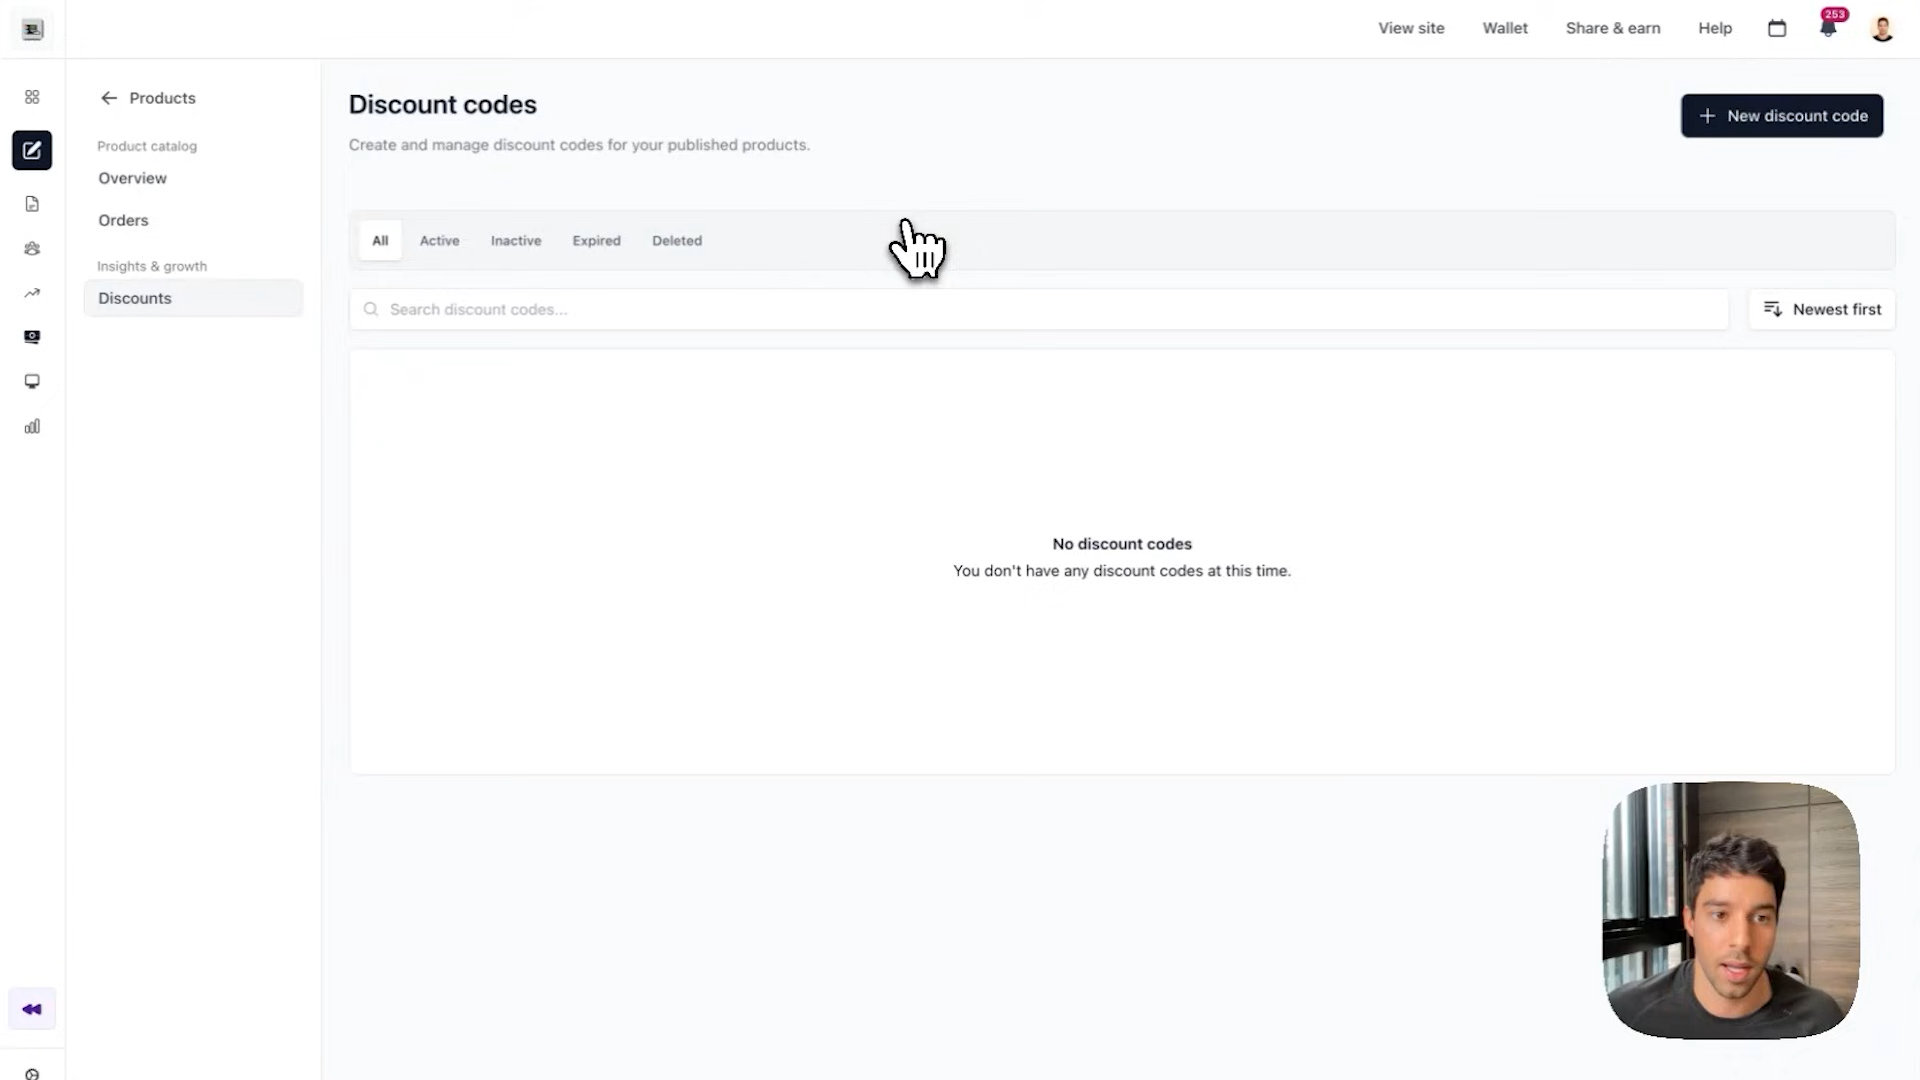 View site
Wallet
Share & earn
Help
253
Products
Product catalog
Overview
Orders
Insights & growth
Discounts
Discount codes
Create and manage discount codes for your published products.
New discount code
All
Active
Inactive
Expired
Deleted
Search discount codes...
Newest first
No discount codes
You don't have any discount codes at this time.